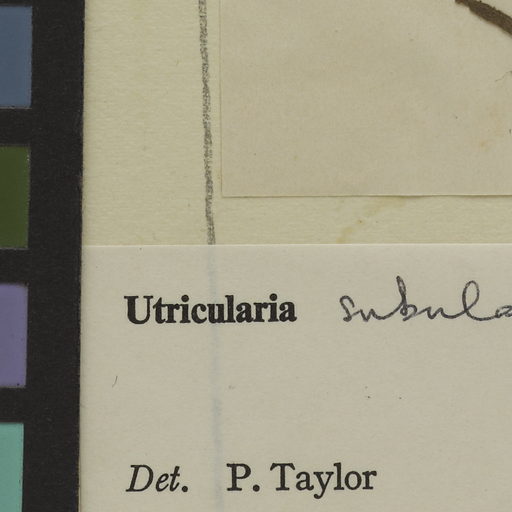 Utricularia subula
Det. P. Taylor